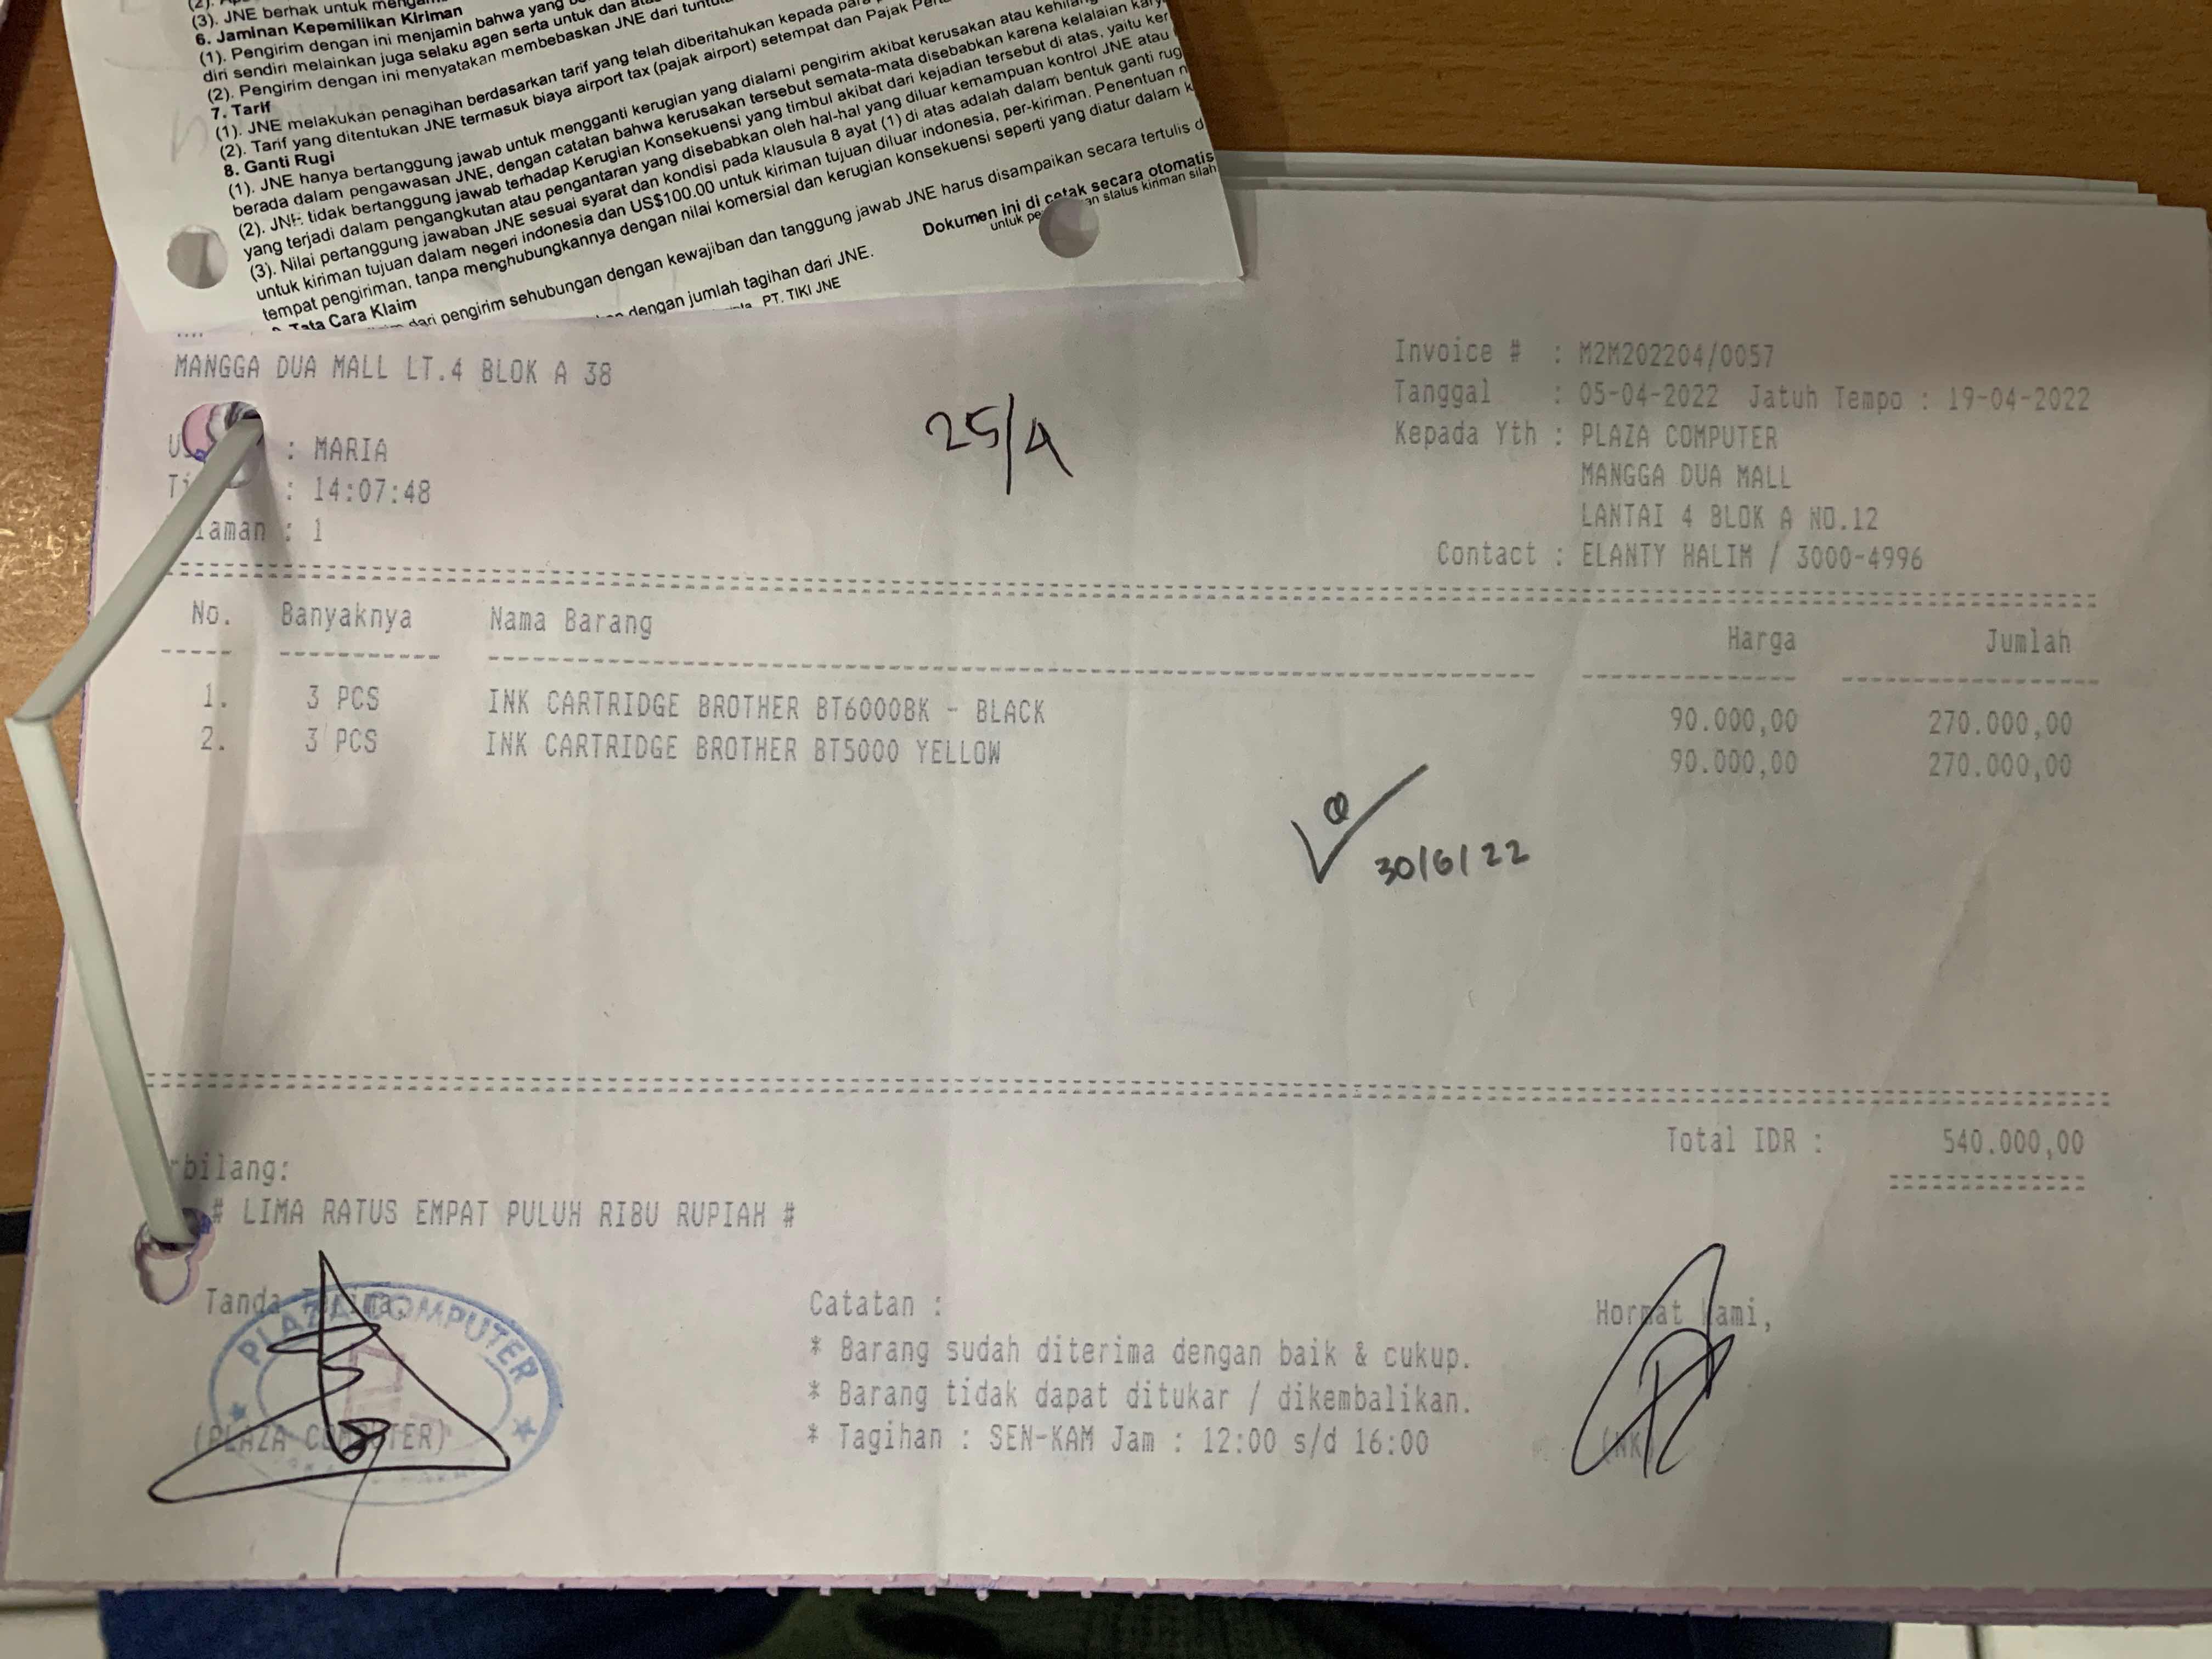 (3). JNE berhak untuk
6. Jaminan Kepemilikan Kiriman
(1). Pengirim dengan ini menjamin bahwa yang
diri sendiri melainkan juga selaku agen serta untuk dan
(2). Pengirim dengan ini menyatakan membebaskan JNE dari
7. Tarif
(1). JNE melakukan penagihan berdasarkan tarif yang telah diberitahukan kepada
(2). Tarif yang ditentukan JNE termasuk biaya airport tax (pajak airport) setempat dan Pajak
8. Ganti Rugi
(1). JNE hanya bertanggung jawab untuk mengganti kerugian yang dialami pengirim akibat kerusakan atau
berada dalam pengawasan JNE, dengan catatan bahwa kerusakan tersebut semata-mata disebabkan karena kelalaian
(2). JNE tidak bertanggung jawab terhadap Kerugian Konsekuensi yang timbul akibat dari kejadian tersebut di atas, yaitu
yang terjadi dalam pengangkutan atau pengantaran yang disebabkan oleh hal-hal yang diluar kemampuan kontrol JNE atau
(3). Nilai pertanggung jawaban JNE sesuai syarat dan kondisi pada klausula 8 ayat (1) di atas adalah dalam bentuk ganti
untuk kiriman tujuan dalam negeri indonesia dan US$100.00 untuk kiriman tujuan diluar indonesia, per-kiriman. Penentuan
tempat pengiriman, tanpa menghubungkannya dengan nilai komersial dan kerugian konsekuensi seperti yang diatur dalam
Tata Cara Klaim
dari pengirim sehubungan dengan kewajiban dan tanggung jawab JNE harus disampaikan secara tertulis
dengan jumlah tagihan dari JNE.
PT. TIKI JNE
Dokumen ini di cetak secara otomatis
untuk status kiriman
MANGGA DUA MALL LT.4 BLOK A 38
: MARIA
: 14:07:48
: 1
25/4
Invoice # : M2M202204/0057
Tanggal : 05-04-2022 Jatuh Tempo : 19-04-2022
Kepada Yth : PLAZA COMPUTER
MANGGA DUA MALL
LANTAI 4 BLOK A NO.12
Contact : ELANTY HALIM / 3000-4996
No. Banyaknya Nama Barang Harga Jumlah
1. 3 PCS INK CARTRIDGE BROTHER BT6000BK - BLACK 90.000,00 270.000,00
2. 3 PCS INK CARTRIDGE BROTHER BT5000 YELLOW 90.000,00 270.000,00
30/6/22
Total IDR : 540.000,00
# LIMA RATUS EMPAT PULUH RIBU RUPIAH #
Tanda Terima,
PLAZA COMPUTER
(PLAZA COMPUTER)
Catatan :
* Barang sudah diterima dengan baik & cukup.
* Barang tidak dapat ditukar / dikembalikan.
* Tagihan : SEN-KAM Jam : 12:00 s/d 16:00
Hormat Kami,